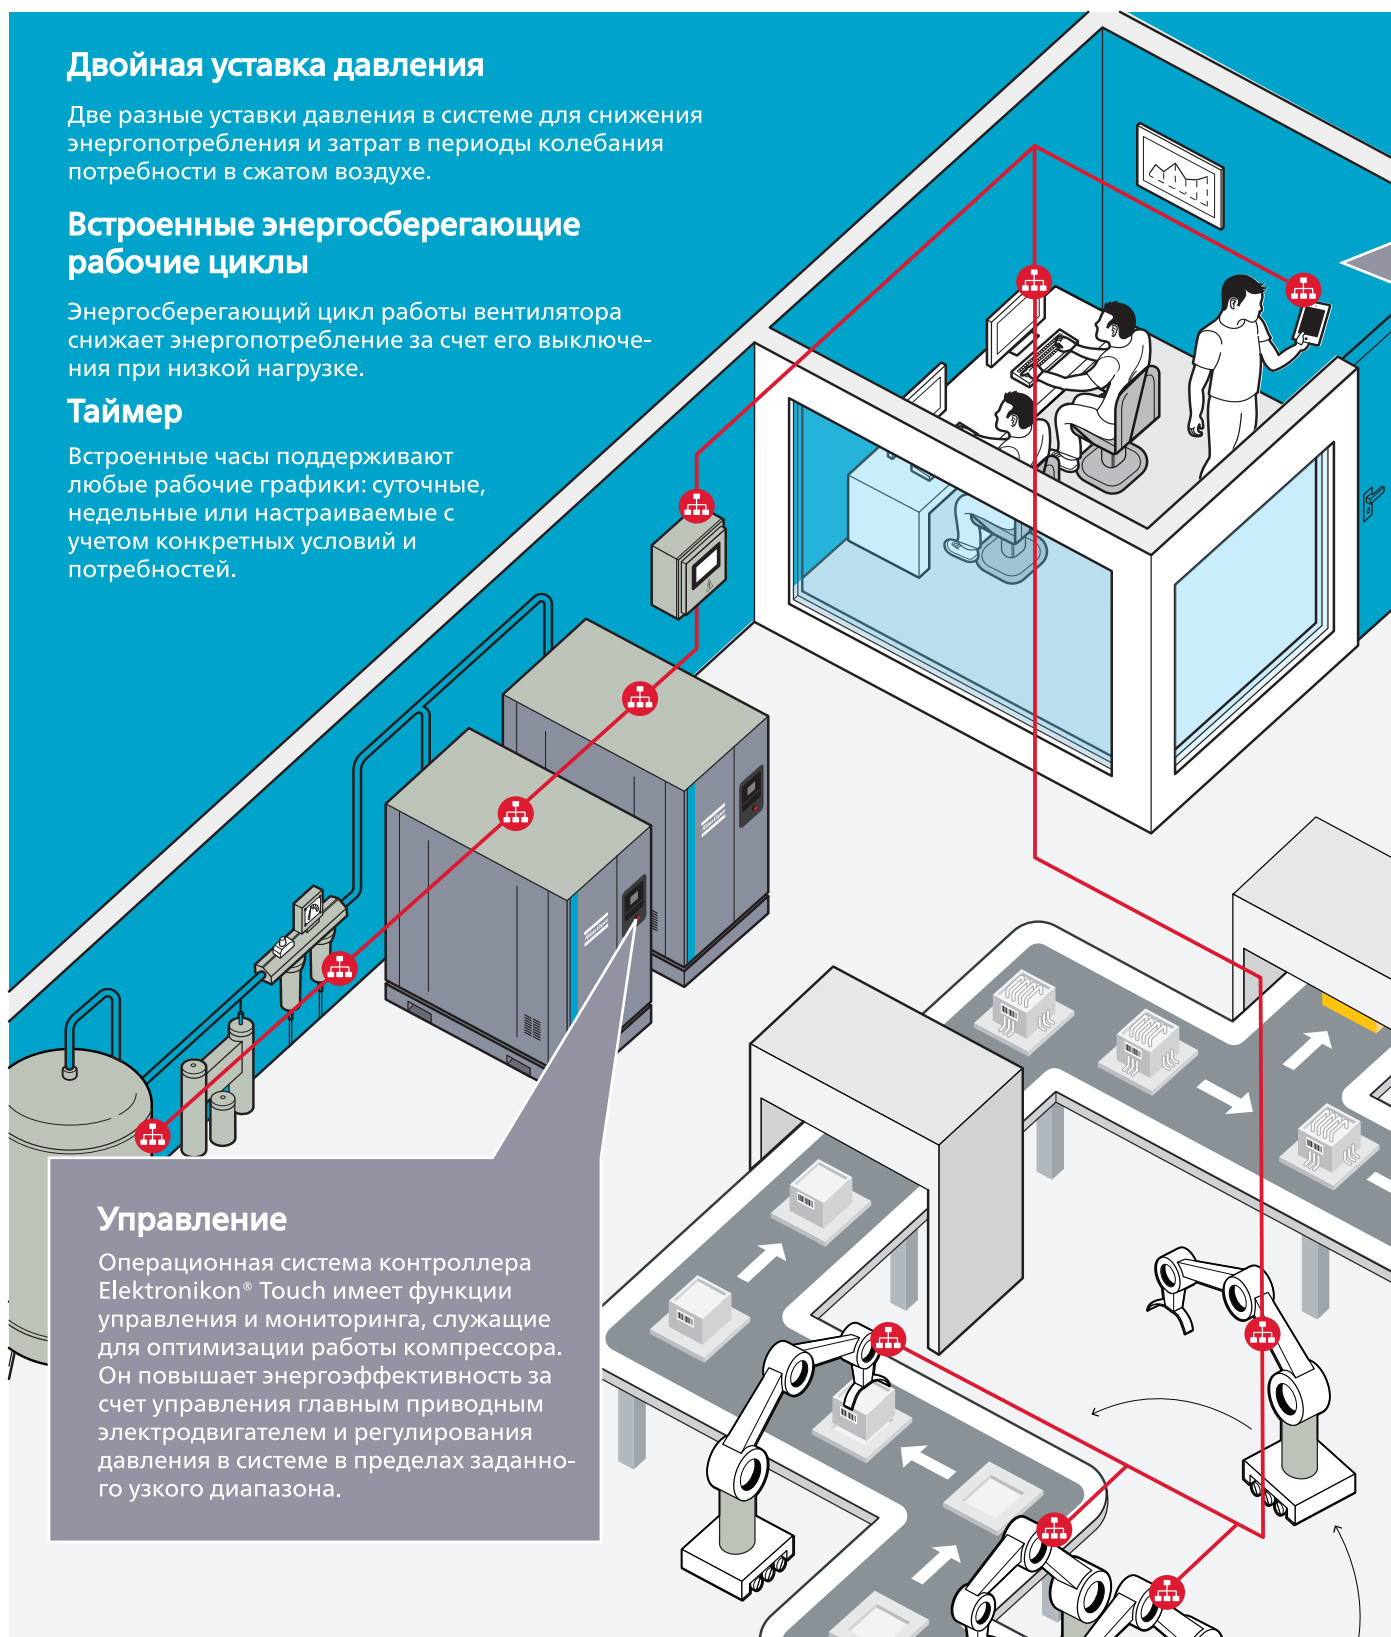 Двойная уставка давления
Две разные уставки давления в системе для снижения
энергопотребления и затрат в периоды колебания
потребности в сжатом воздухе.
Встроенные энергосберегающие
рабочие циклы
Энергосберегающий цикл работы вентилятора
снижает энергопотребление за счет его выключе-
ния при низкой нагрузке.
Таймер
Встроенные часы поддерживают
любые рабочие графики: суточные,
недельные или настраиваемые с
учетом конкретных условий и
потребностей.
Управление
Операционная система контроллера
Elektronikon® Touch имеет функции
управления и мониторинга, служащие
для оптимизации работы компрессора.
Он повышает энергоэффективность за
счет управления главным приводным
электродвигателем и регулирования
давления в системе в пределах заданно-
го узкого диапазона.